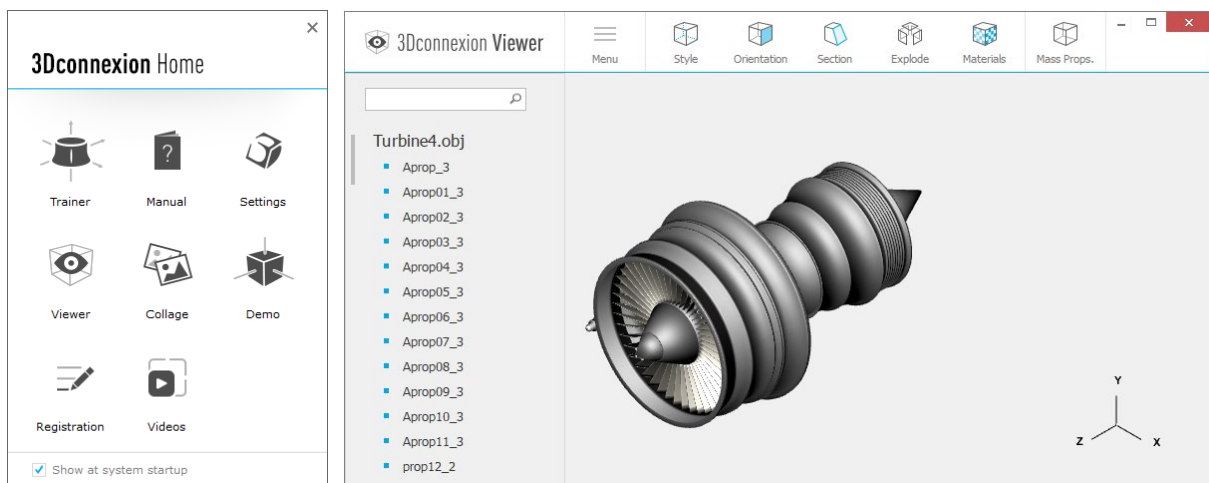 3Dconnexion Home
Trainer Manual Settings
?
Viewer Collage Demo
Registration Videos
Show at system startup
3Dconnexion Viewer
Menu Style Orientation Section Explode Materials Mass Props.
Turbine4.obj
Aprop_3
Aprop01_3
Aprop02_3
Aprop03_3
Aprop04_3
Aprop05_3
Aprop06_3
Aprop07_3
Aprop08_3
Aprop09_3
Aprop10_3
Aprop11_3
prop12_2
Y
Z X